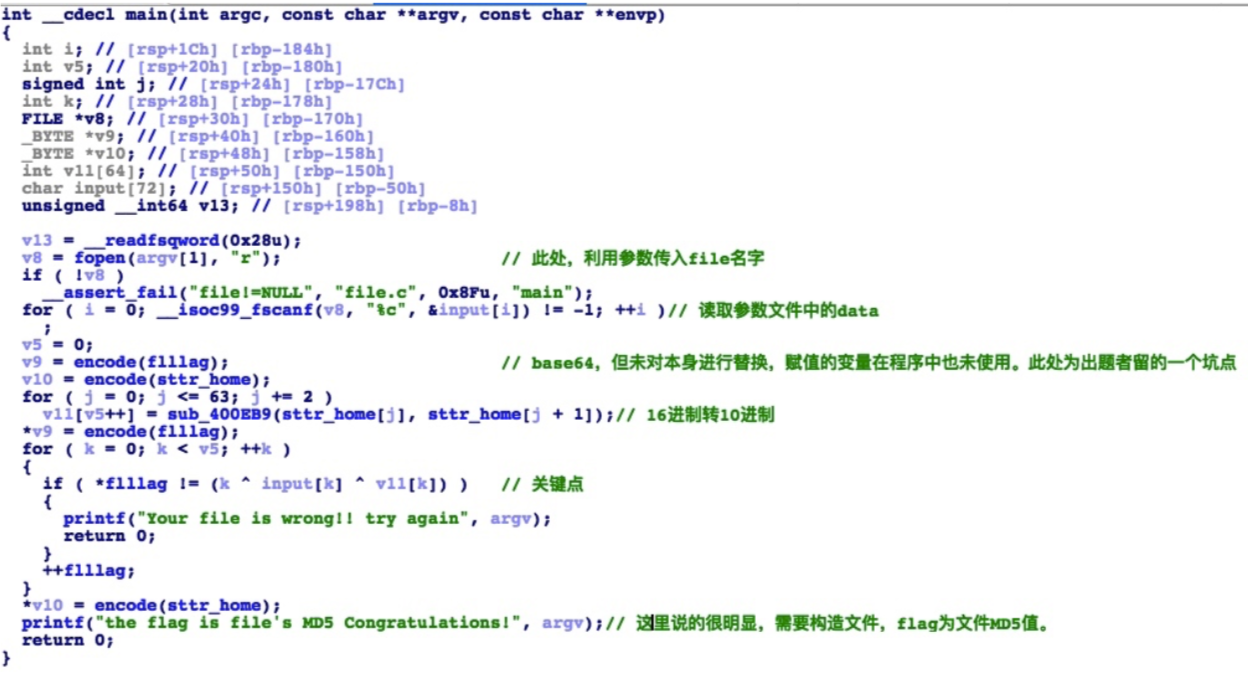 int __cdecl main(int argc, const char **argv, const char **envp)
{
  int i; // [rsp+1Ch] [rbp-184h]
  int v5; // [rsp+20h] [rbp-180h]
  signed int j; // [rsp+24h] [rbp-17Ch]
  int k; // [rsp+28h] [rbp-178h]
  FILE *v8; // [rsp+30h] [rbp-170h]
  _BYTE *v9; // [rsp+40h] [rbp-160h]
  _BYTE *v10; // [rsp+48h] [rbp-158h]
  int v11[64]; // [rsp+50h] [rbp-150h]
  char input[72]; // [rsp+150h] [rbp-50h]
  unsigned __int64 v13; // [rsp+198h] [rbp-8h]

  v13 = __readfsqword(0x28u);
  v8 = fopen(argv[1], "r"); // 此处，利用参数传入file名字
  if ( !v8 )
    __assert_fail("file!=NULL", "file.c", 0x8Fu, "main");
  for ( i = 0; __isoc99_fscanf(v8, "%c", &input[i]) != -1; ++i )// 读取参数文件中的data
    ;
  v5 = 0;
  v9 = encode(flllag); // base64，但未对本身进行替换，赋值的变量在程序中也未使用。此处为出题者留的一个坑点
  v10 = encode(sttr_home);
  for ( j = 0; j <= 63; j += 2 )
    v11[v5++] = sub_400EB9(sttr_home[j], sttr_home[j + 1]);// 16进制转10进制
  *v9 = encode(flllag);
  for ( k = 0; k < v5; ++k )
  {
    if ( *flllag != (k ^ input[k] ^ v11[k]) ) // 关键点
    {
      printf("Your file is wrong!! try again", argv);
      return 0;
    }
    ++flllag;
  }
  *v10 = encode(sttr_home);
  printf("the flag is file's MD5 Congratulations!", argv);// 这里说的很明显，需要构造文件，flag为文件MD5值。
  return 0;
}